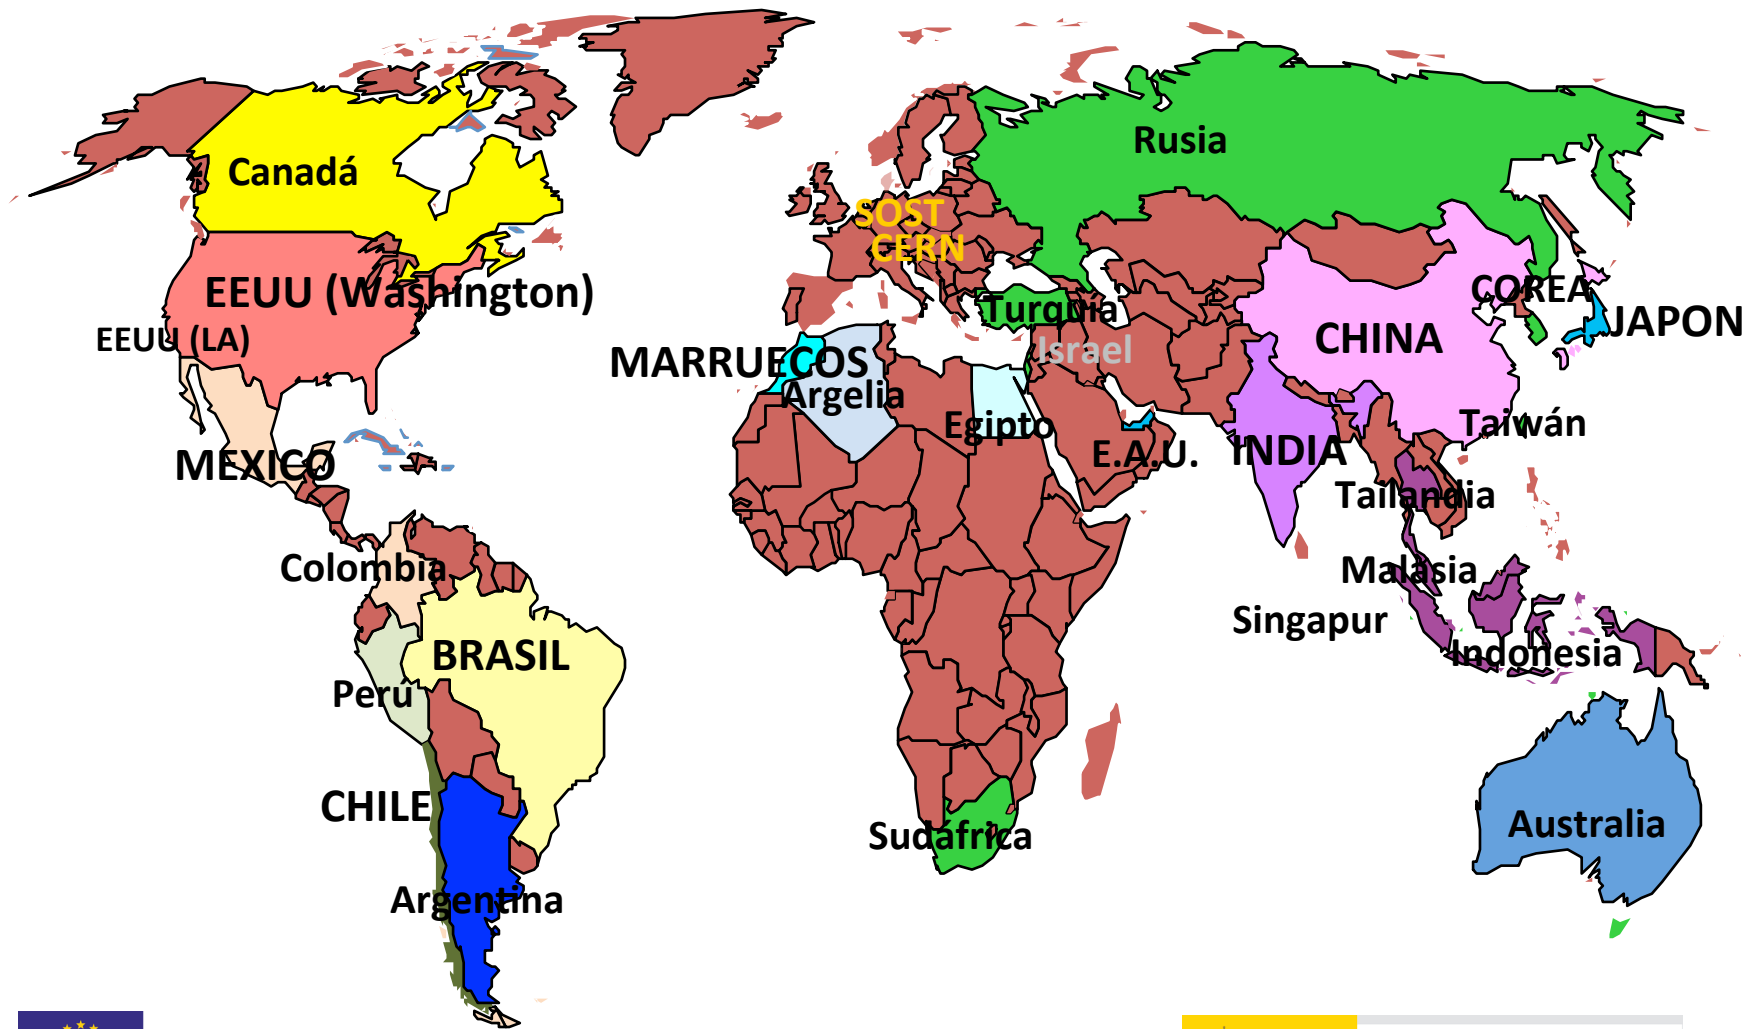 Rusia
Canadá
SOST
CERN
EEUU (Washington)
COREA
Turquía
JAPON
EEUU (LA)
CHINA
Israel
MARRUECOS
Argelia
Egipto
Taiwán
E.A.U.
INDIA
MEXICO
Tailandia
Colombia
Malasia
Singapur
BRASIL
Indonesia
Perú
CHILE
Australia
Sudáfrica
Argentina